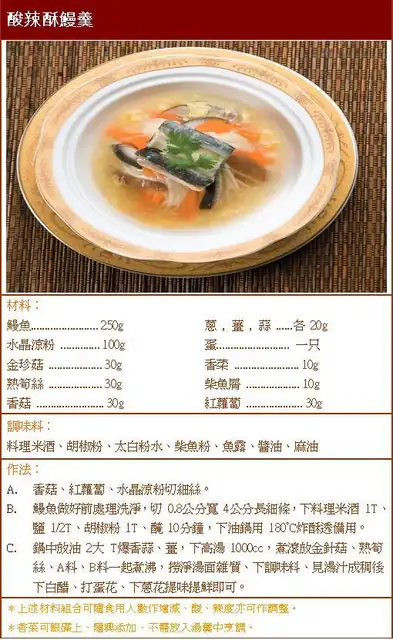 酸辣酥鰻羹
材料：
鰻魚........................ 250g
蔥，薑，蒜 ......各 20g
水晶涼粉 .............. 100g
蛋.......................... 一只
金珍菇 ................... 30g
香菜 ....................... 10g
熟筍絲 ................... 30g
柴魚屑 ................... 10g
香菇 ........................ 30g
紅蘿蔔 ................... 30g
調味料：
料理米酒、胡椒粉、太白粉水、柴魚粉、魚露、醬油、麻油
作法：
A. 香菇、紅蘿蔔、水晶涼粉切細絲。
B. 鰻魚做好前處理洗淨，切 0.8公分寬 4公分長細條，下料理米酒 1T、
鹽 1/2T、胡椒粉 1T、醃 10分鐘，下油鍋用 180℃炸酥透備用。
C. 鍋中放油 2大 T爆香蒜、薑，下高湯 1000cc，煮滾放金針菇、熟筍
絲、A料、B料一起煮沸，撈淨湯面雜質、下調味料、見湯汁成稠後
下白醋、打蛋花、下蔥花提味提鮮即可。
＊上述材料組合可隨食用人數作增減、酸、辣度亦可作調整。
＊香菜可最後上、隨興添加、不需放入湯羹中烹調。